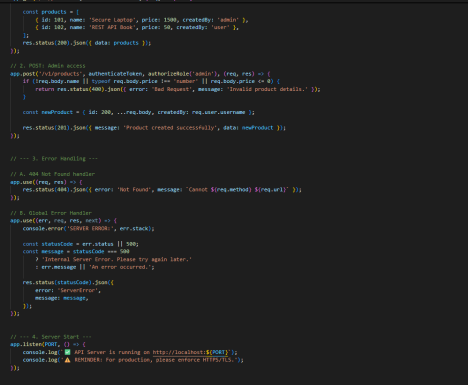 const products = [
{ id: 101, name: 'Secure Laptop', price: 1500, createdBy: 'admin' },
{ id: 102, name: 'REST API Book', price: 50, createdBy: 'user' },
];
res.status(200).json({ data: products });
});
// 2. POST: Admin access
app.post('/v1/products', authenticateToken, authorizeRole('admin'), (req, res) => {
if (!req.body.name || typeof req.body.price !== 'number' || req.body.price <= 0) {
return res.status(400).json({ error: 'Bad Request', message: 'Invalid product details.' });
}
const newProduct = { id: 200, ...req.body, createdBy: req.user.username };
res.status(201).json({ message: 'Product created successfully', data: newProduct });
});
// --- 3. Error Handling ---
// A. 404 Not Found Handler
app.use((req, res) => {
res.status(404).json({ error: 'Not Found', message: `Cannot ${req.method} ${req.url}` });
});
// B. Global Error Handler
app.use((err, req, res, next) => {
console.error('SERVER ERROR:', err.stack);
const statusCode = err.status || 500;
const message = statusCode === 500
? 'Internal Server Error. Please try again later.'
: err.message || 'An error occurred.';
res.status(statusCode).json({
error: 'ServerError',
message: message,
});
});
// --- 4. Server Start ---
app.listen(PORT, () => {
console.log(`✅ API Server is running on http://localhost:${PORT}`);
console.log("⚠️ REMINDER: For production, please enforce HTTPS/TLS.");
});